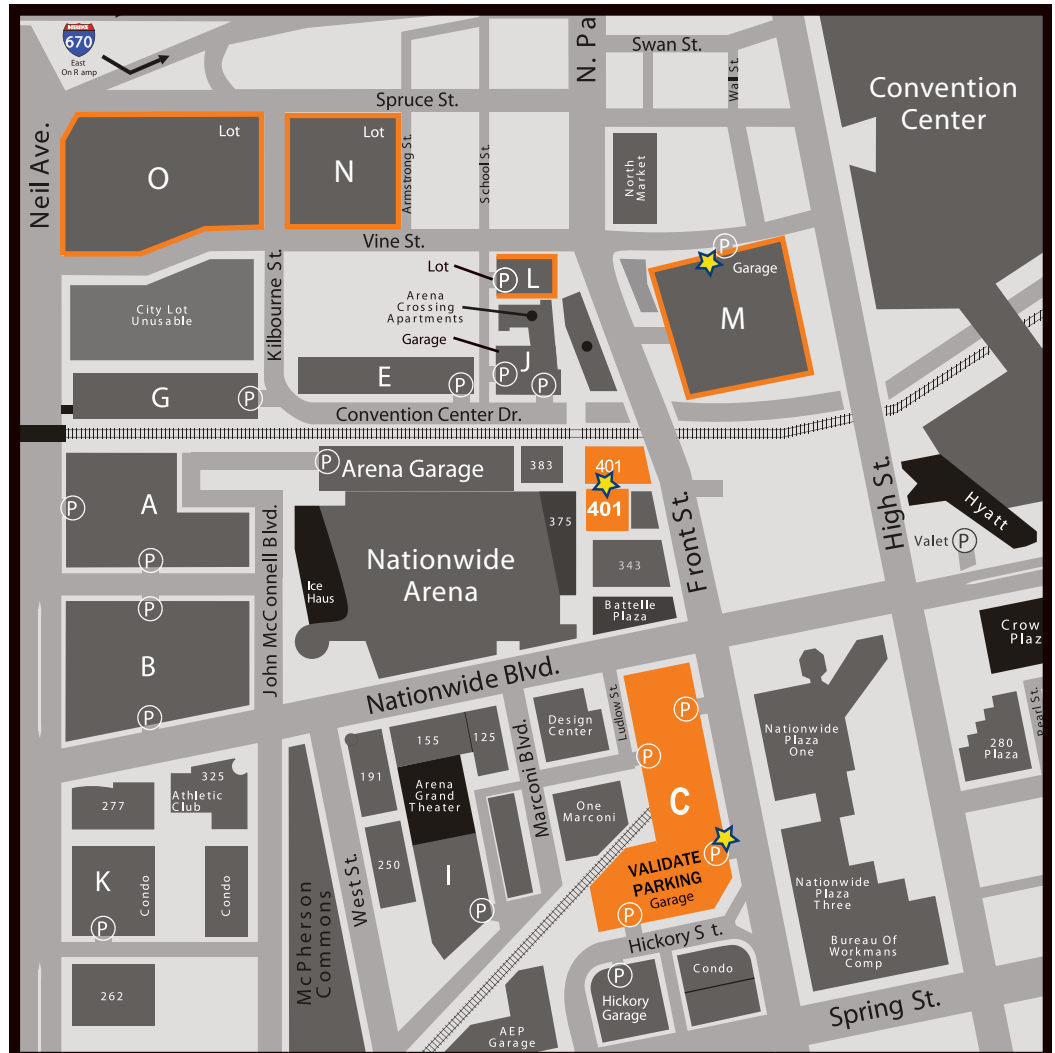 670
East
On R amp
N. Pa
Swan St.
Wall St.
Convention
Center
Spruce St.
Neil Ave.
Lot
O
Lot
N
Armstrong St.
School St.
North
Market
Vine St.
Kilbourne St.
Lot
P
L
P
Garage
M
City Lot
Unusable
Arena
Crossing
Apartments
Garage
J
P
P
G
P
E
P
Convention Center Dr.
P
Arena Garage
383
401
401
375
A
P
P
John McConnell Blvd.
Ice
Haus
Nationwide
Arena
343
Battelle
Plaza
Front St.
High St.
Hyatt
Valet
P
P
B
P
Nationwide Blvd.
Crow
Plaz
Pearl St.
280
Plaza
Ludlow St.
P
Design
Center
Marconi Blvd.
155
125
191
Arena
Grand
Theater
One
Marconi
P
C
P
VALIDATE
PARKING
Garage
P
Nationwide
Plaza
One
325
Athletic
Club
277
K
P
Condo
Condo
262
McPherson
Commons
West St.
250
I
P
Nationwide
Plaza
Three
Bureau Of
Workmans
Comp
Hickory S t.
P
Hickory
Garage
Condo
AEP
Garage
Spring St.